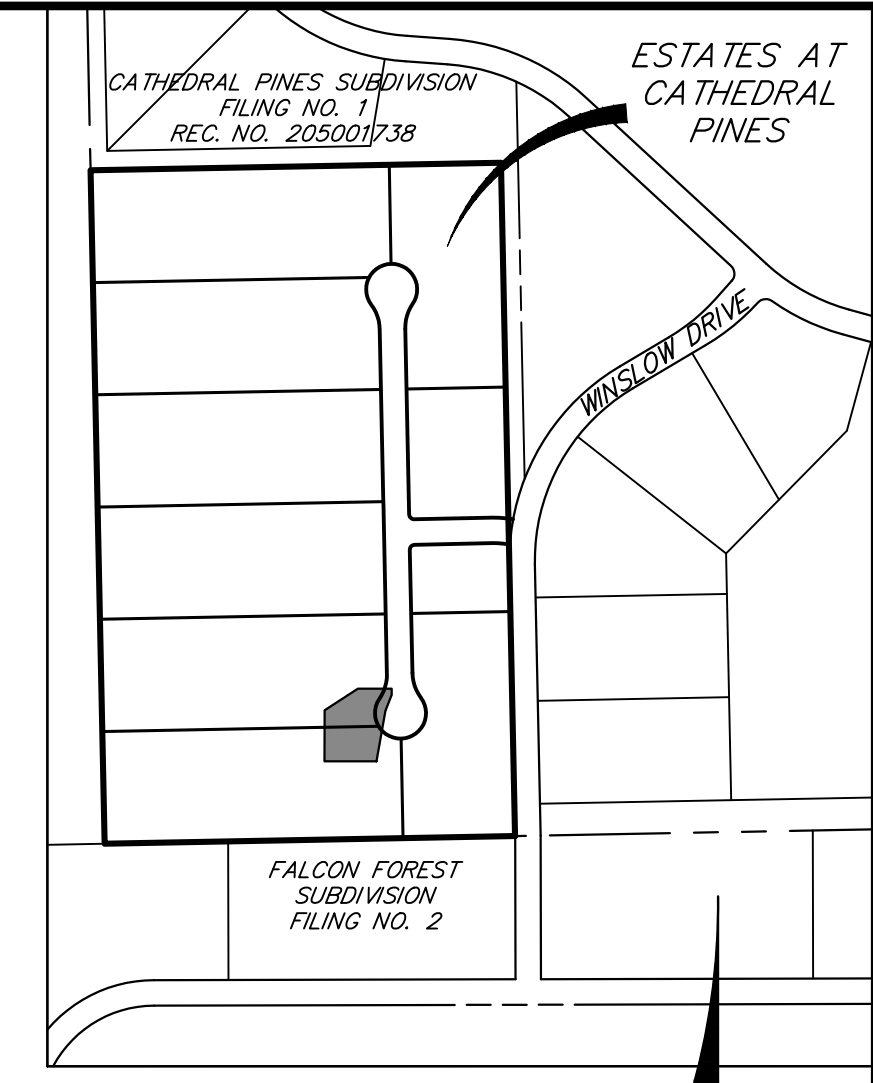 CATHEDRAL PINES SUBDIVISION
FILING NO. 1
REC. NO. 205001738
ESTATES AT
CATHEDRAL
PINES
WINSLOW DRIVE
FALCON FOREST
SUBDIVISION
FILING NO. 2